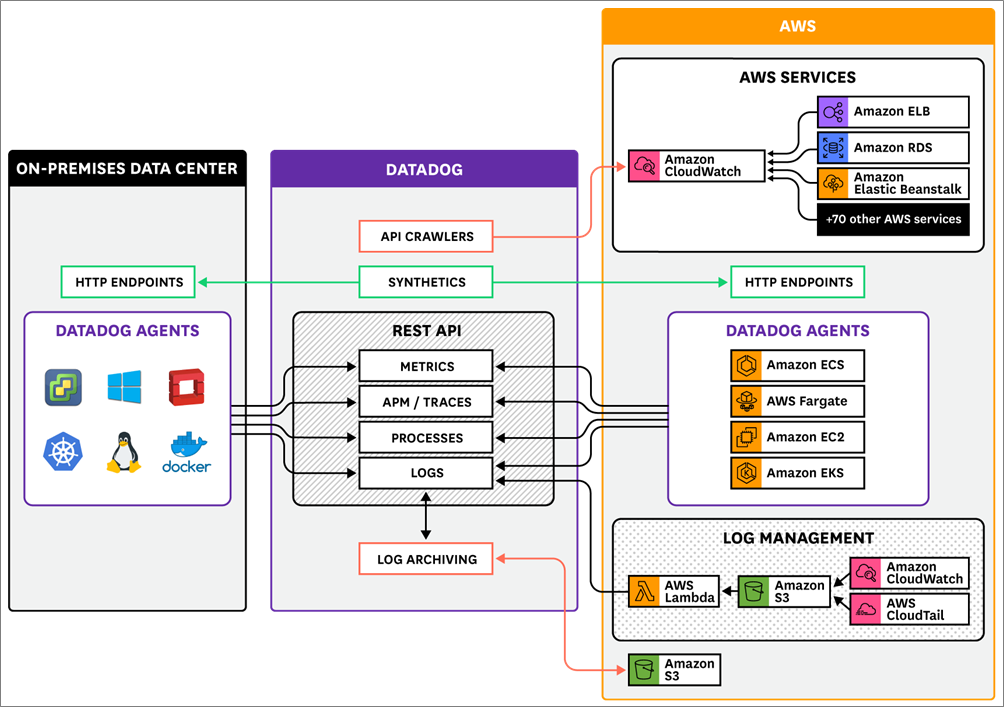 AWS
AWS SERVICES
Amazon ELB
Amazon RDS
Amazon
Elastic Beanstalk
+70 other AWS services
Amazon
CloudWatch
ON-PREMISES DATA CENTER
DATADOG
API CRAWLERS
HTTP ENDPOINTS
SYNTHETICS
HTTP ENDPOINTS
DATADOG AGENTS
docker
REST API
METRICS
APM / TRACES
PROCESSES
LOGS
LOG ARCHIVING
DATADOG AGENTS
Amazon ECS
AWS Fargate
Amazon EC2
Amazon EKS
LOG MANAGEMENT
AWS
Lambda
Amazon
S3
Amazon
CloudWatch
AWS
CloudTail
Amazon
S3